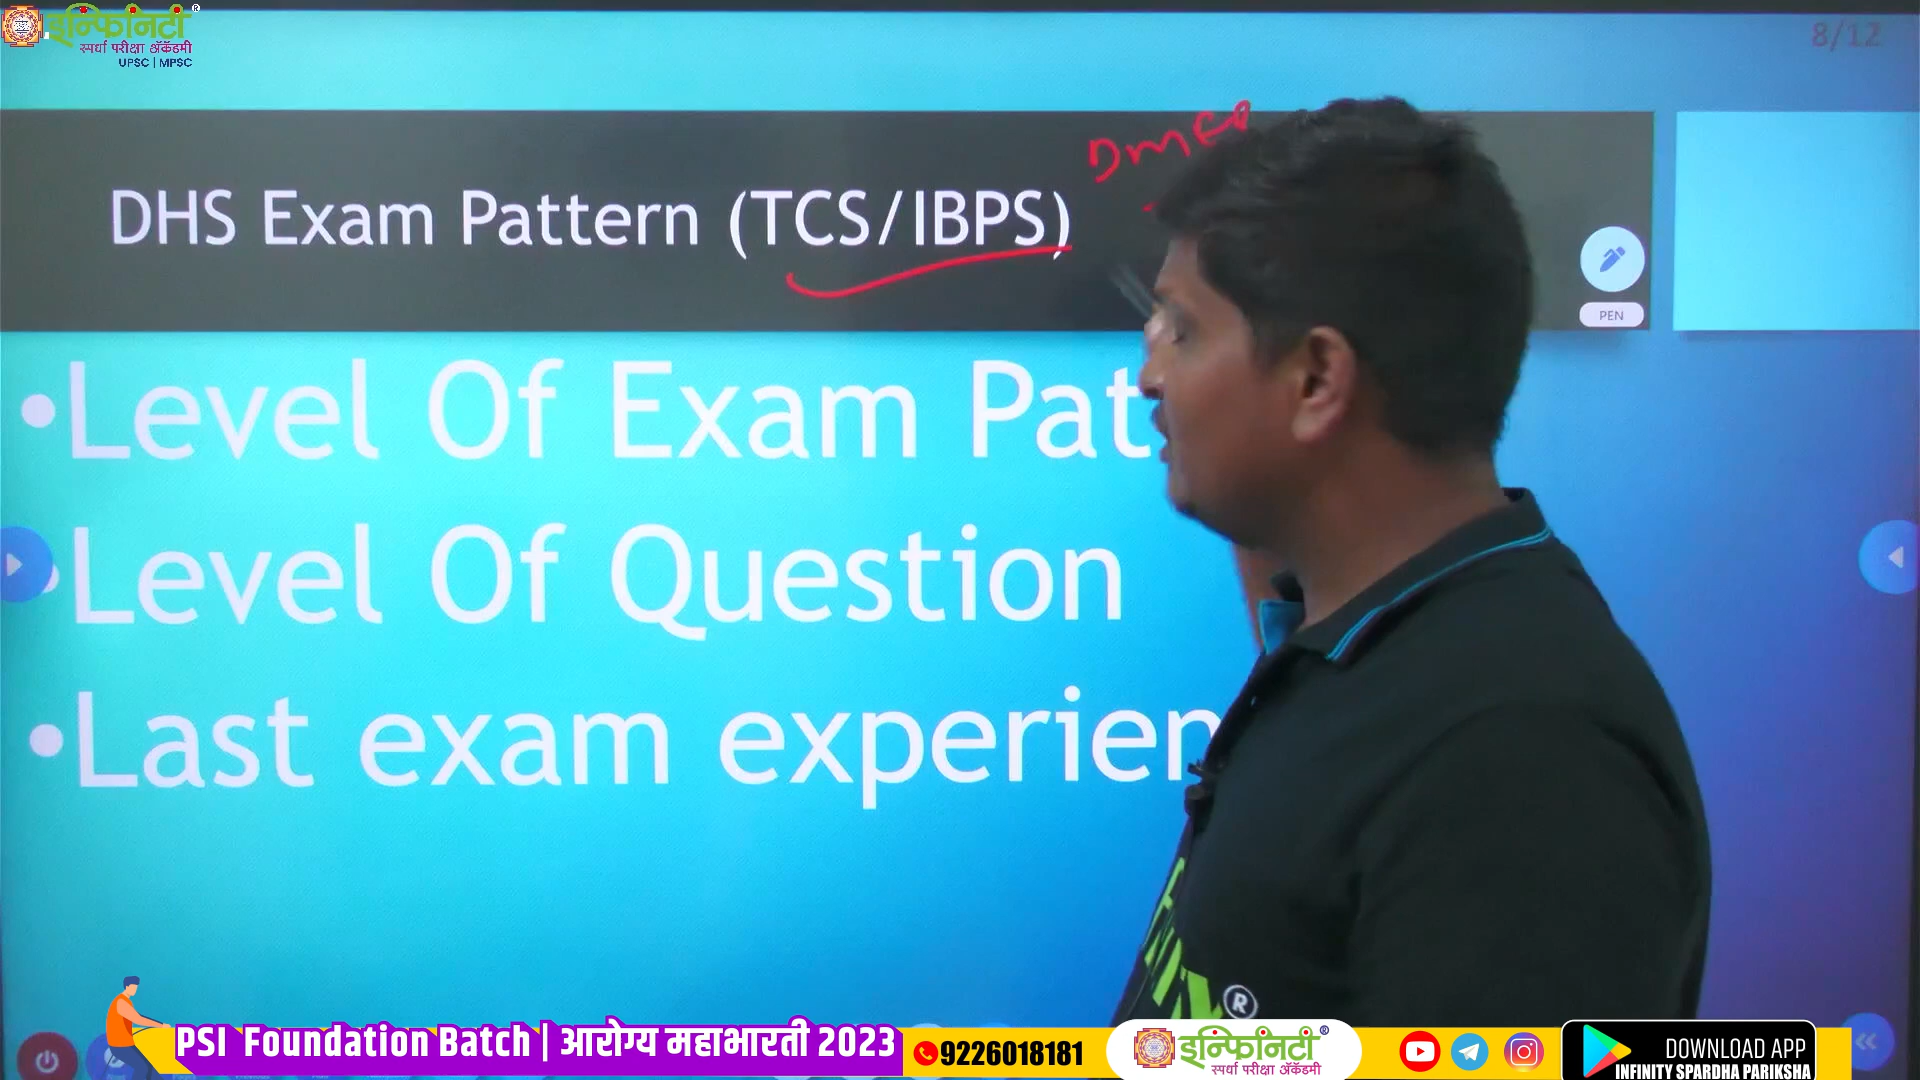 इन्फिनिटी®
स्पर्धा परीक्षा ॲकॅडमी
UPSC | MPSC
8/12
DHS Exam Pattern (TCS/IBPS)
PEN
•Level Of Exam Pat
•Level Of Question
•Last exam experien
®
PSI Foundation Batch | आरोग्य महाभारती 2023
9226018181
इन्फिनिटी®
स्पर्धा परीक्षा ॲकॅडमी
DOWNLOAD APP
INFINITY SPARDHA PARIKSHA